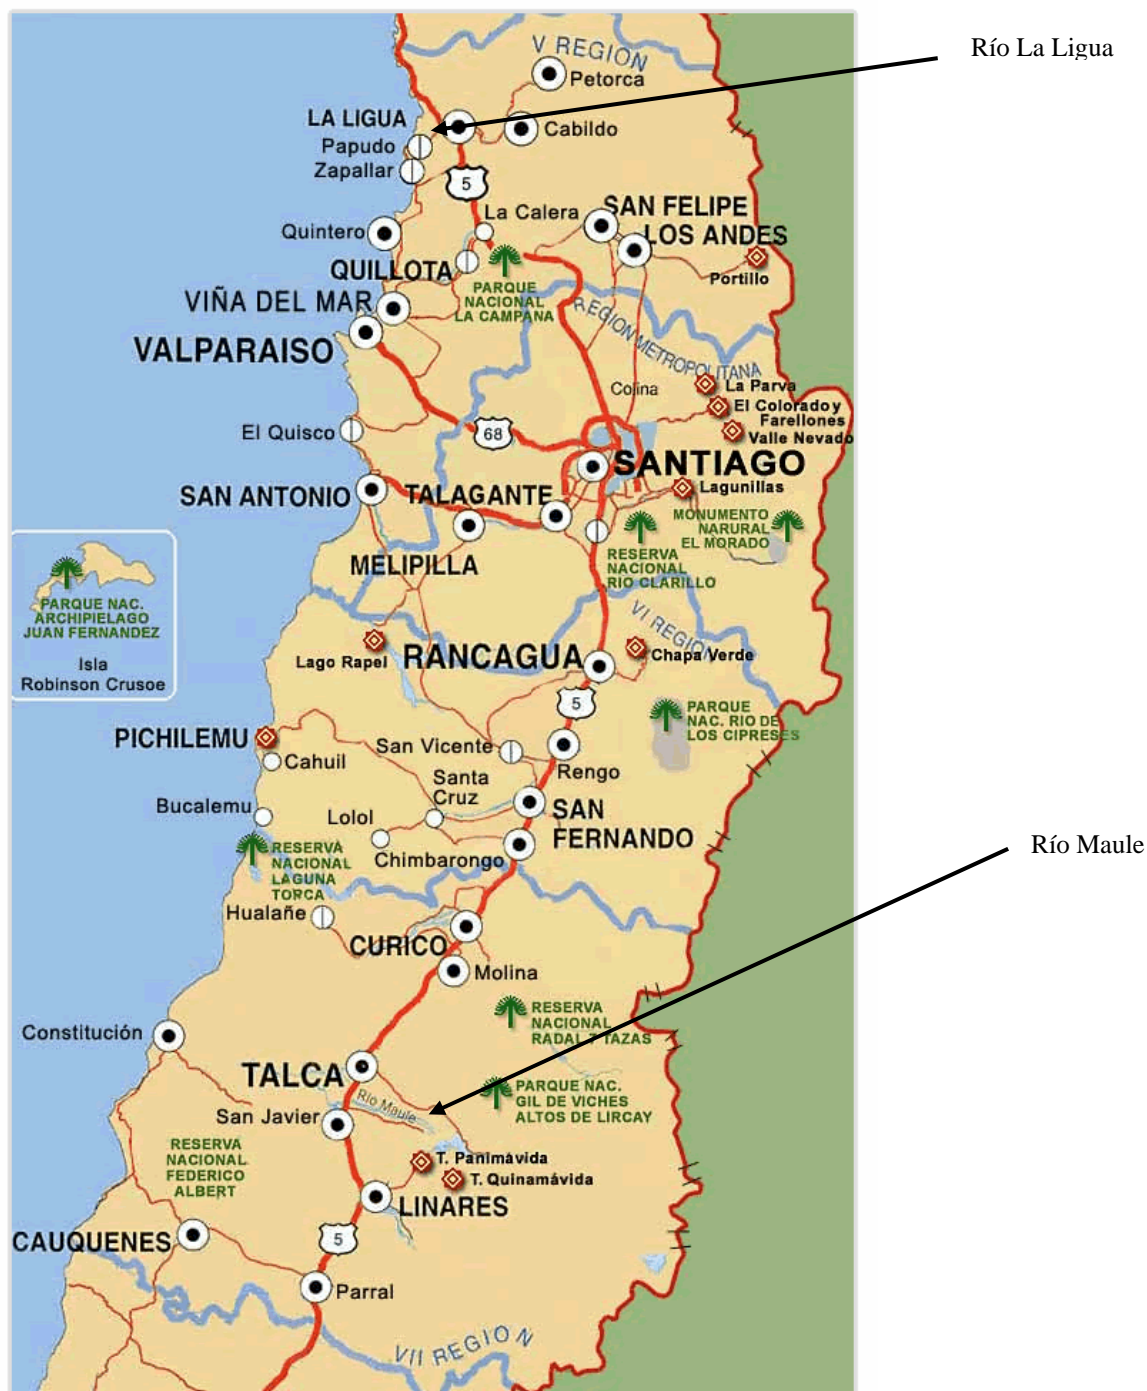 Río La Ligua
V REGION
Petorca
LA LIGUA
Cabildo
Papudo
Zapallar
5
La Calera
SAN FELIPE
Quintero
LOS ANDES
QUILLOTA
Portillo
PARQUE
NACIONAL
LA CAMPANA
VIÑA DEL MAR
REGION METROPOLITANA
VALPARAISO
La Parva
Colina
El Colorado y
Farellones
El Quisco
68
Valle Nevado
SANTIAGO
SAN ANTONIO
TALAGANTE
Lagunillas
MONUMENTO
NARURAL
EL MORADO
RESERVA
NACIONAL
RIO CLARILLO
MELIPILLA
PARQUE NAC.
ARCHIPIELAGO
JUAN FERNANDEZ
Isla
Robinson Crusoe
VI REGION
Lago Rapel
RANCAGUA
Chapa Verde
5
PARQUE
NAC. RIO DE
LOS CIPRESES
PICHILEMU
San Vicente
Cahuil
Rengo
Santa
Cruz
Bucalemu
Lolol
SAN
FERNANDO
RESERVA
NACIONAL
LAGUNA
TORCA
Chimbarongo
Río Maule
Hualañe
CURICO
Molina
RESERVA
NACIONAL
RADAL 7 TAZAS
Constitución
TALCA
PARQUE NAC.
GIL DE VICHES
ALTOS DE LIRCAY
Río Maule
San Javier
RESERVA
NACIONAL
FEDERICO
ALBERT
T. Panimávida
T. Quinamávida
LINARES
CAUQUENES
5
Parral
VII REGION